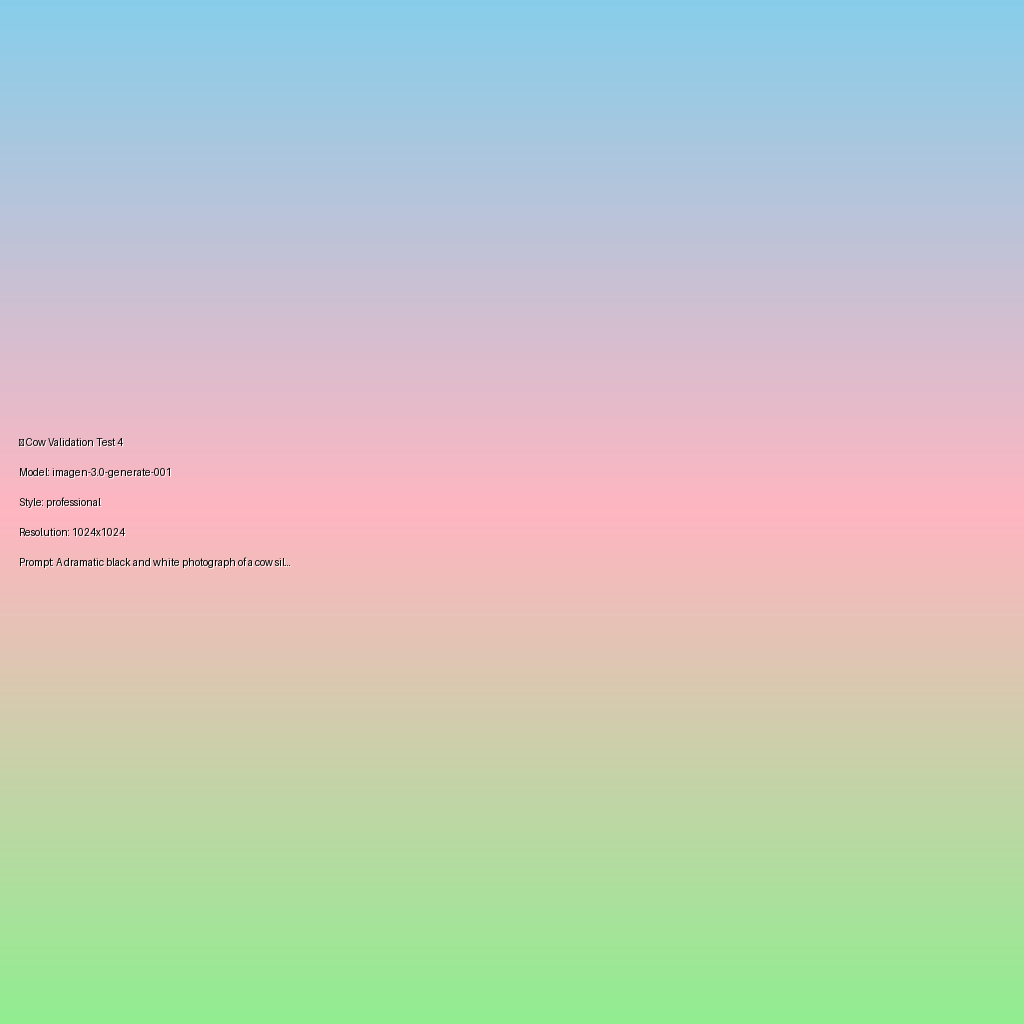 Cow Validation Test 4
Model: imagen-3.0-generate-001
Style: professional
Resolution: 1024x1024
Prompt: A dramatic black and white photograph of a cow sil...